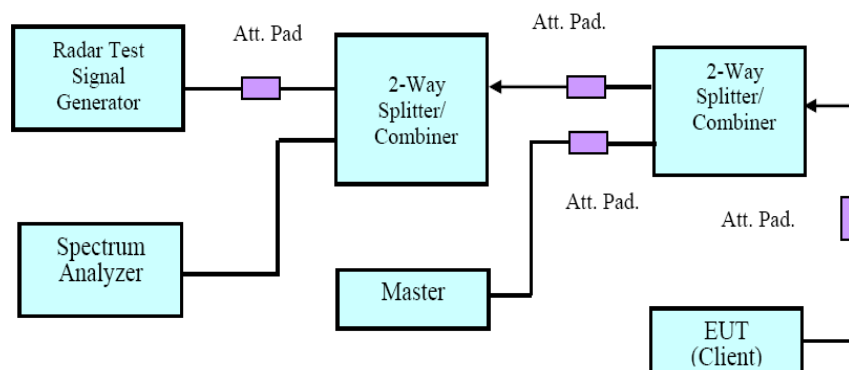 Radar Test
Signal
Generator
Att. Pad
2-Way
Splitter/
Combiner
Att. Pad.
2-Way
Splitter/
Combiner
Att. Pad.
Att. Pad.
Spectrum
Analyzer
Master
EUT
(Client)